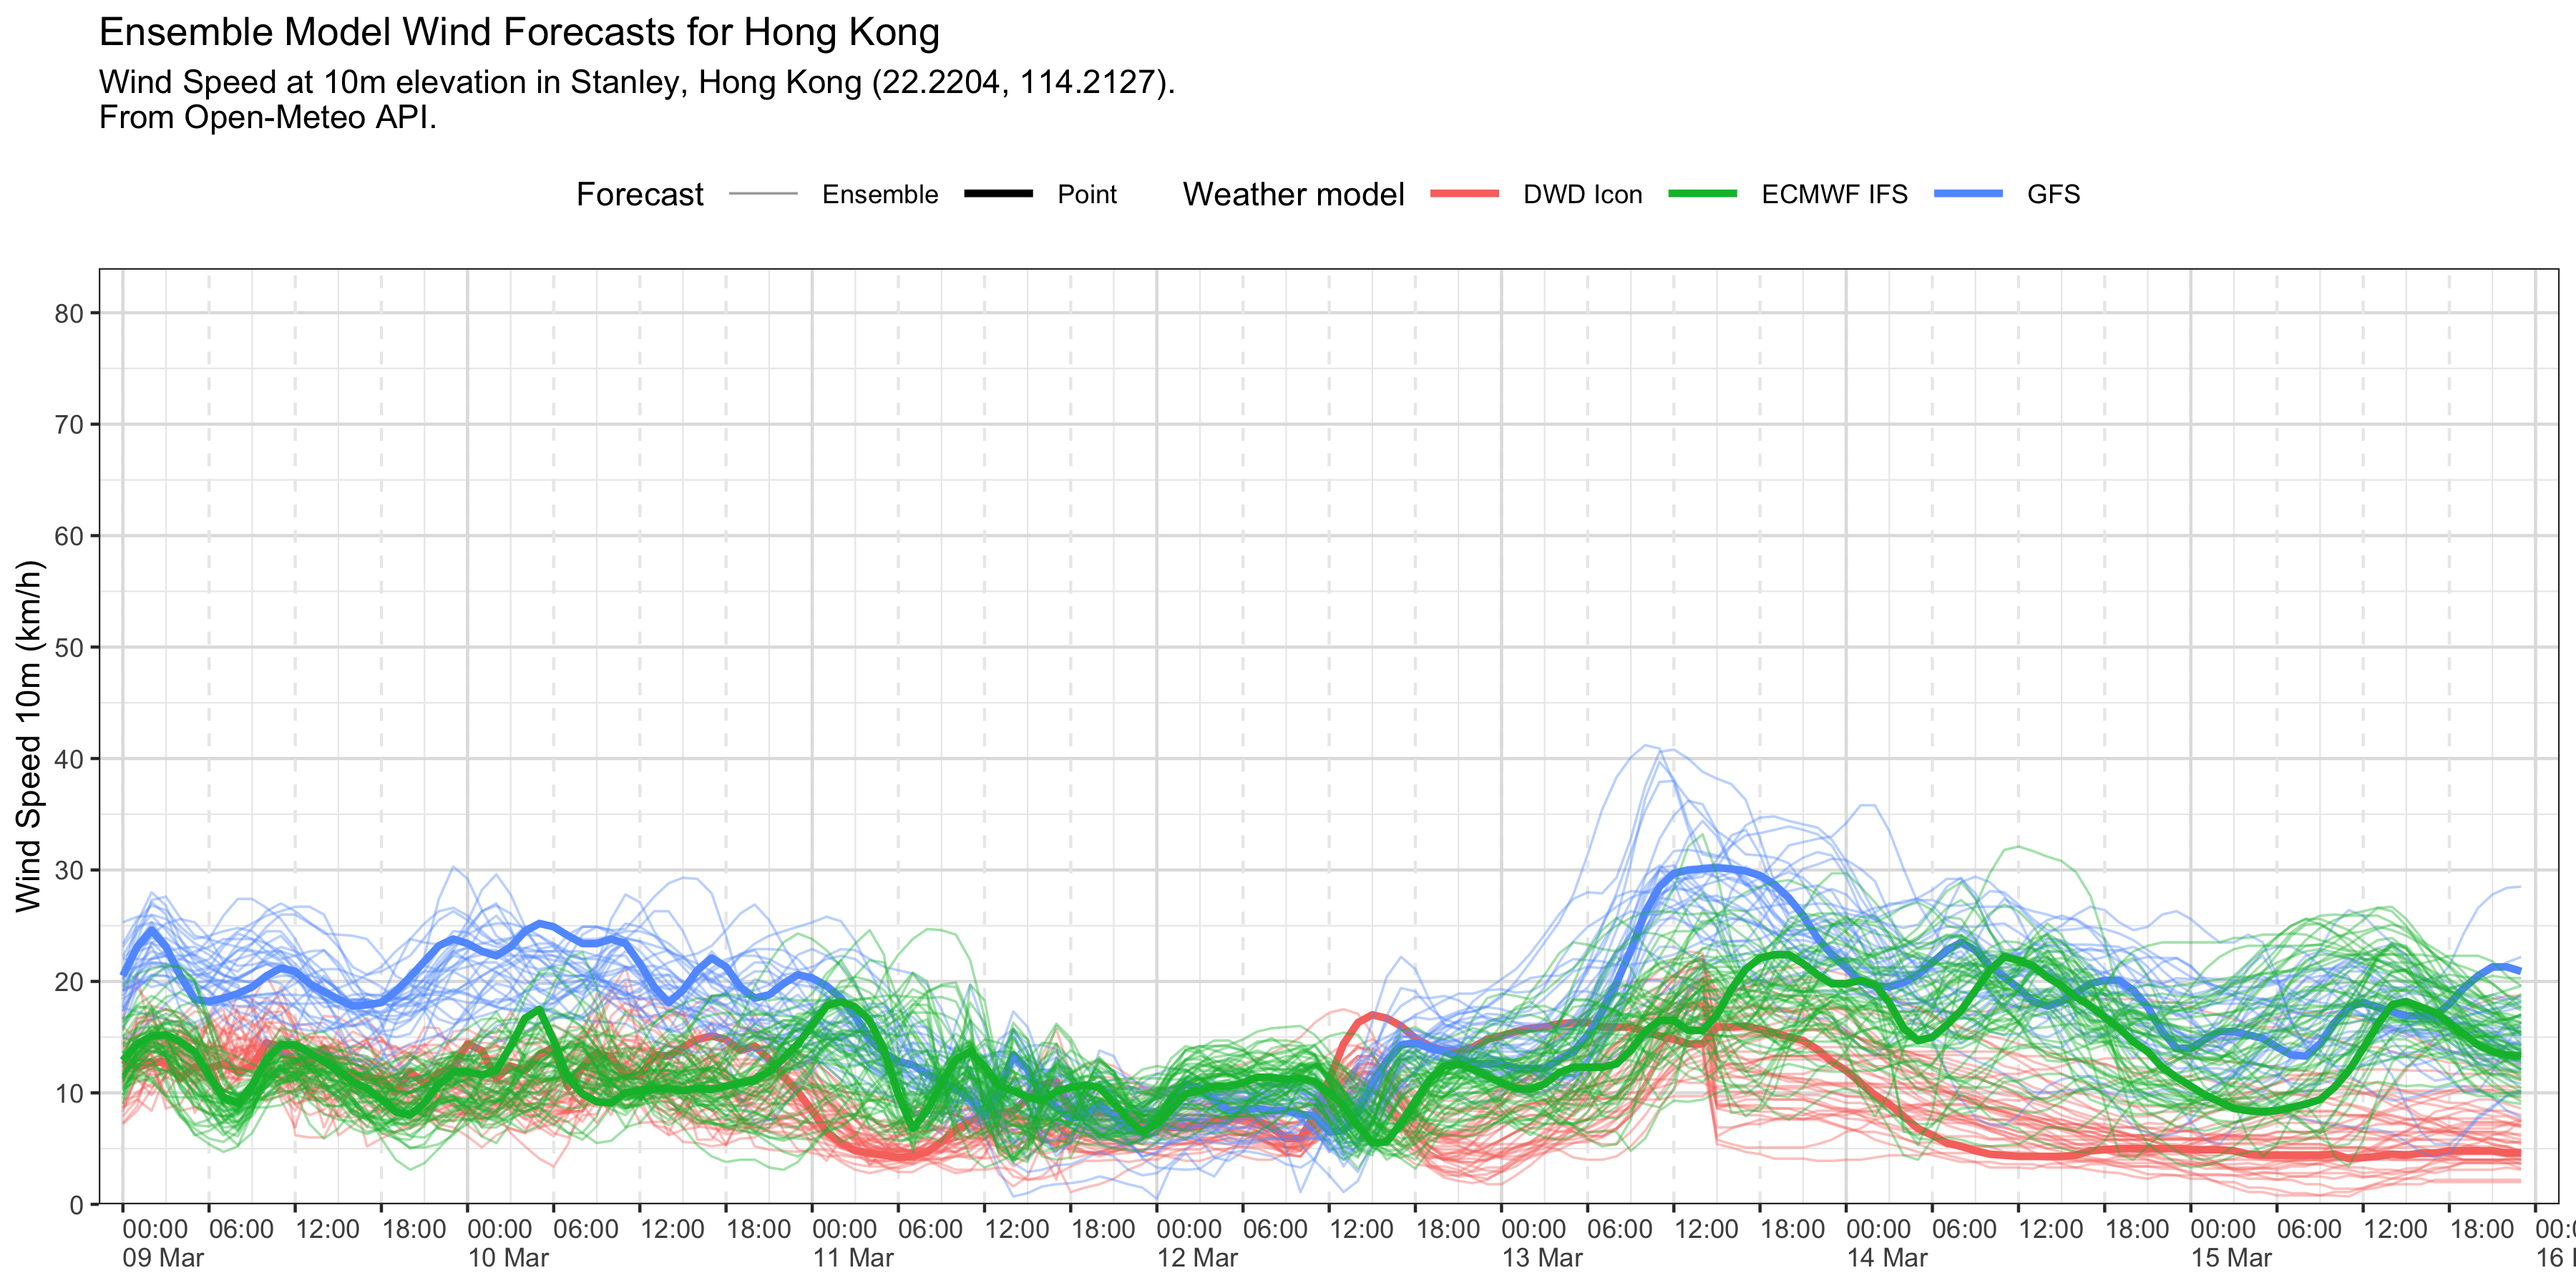 Ensemble Model Wind Forecasts for Hong Kong
Wind Speed at 10m elevation in Stanley, Hong Kong (22.2204, 114.2127).
From Open-Meteo API.
Forecast Ensemble Point Weather model DWD Icon ECMWF IFS GFS
Wind Speed 10m (km/h)
80
70
60
50
40
30
20
10
0
00:00 06:00 12:00 18:00 00:00 06:00 12:00 18:00 00:00 06:00 12:00 18:00 00:00 06:00 12:00 18:00 00:00 06:00 12:00 18:00 00:00 06:00 12:00 18:00 00:00 06:00 12:00 18:00
09 Mar 10 Mar 11 Mar 12 Mar 13 Mar 14 Mar 15 Mar 16